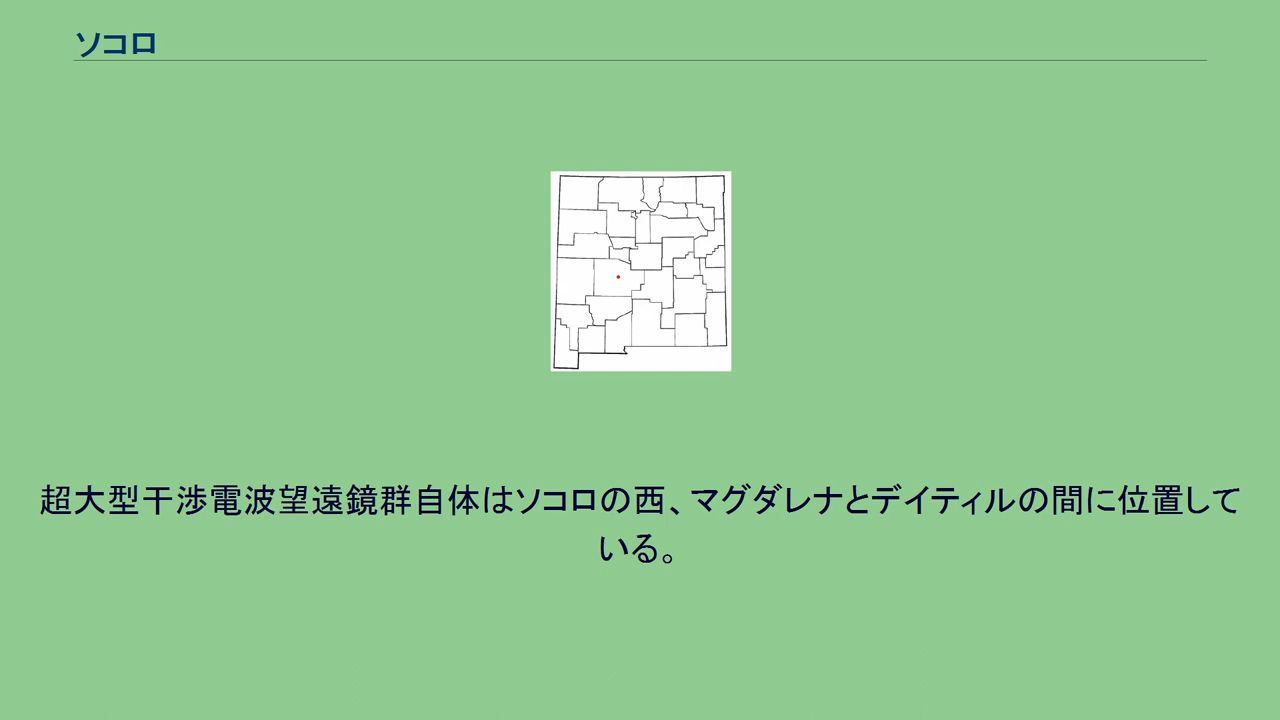 ソコロ
超大型干渉電波望遠鏡群自体はソコロの西、マグダレナとデイティルの間に位置して
いる。